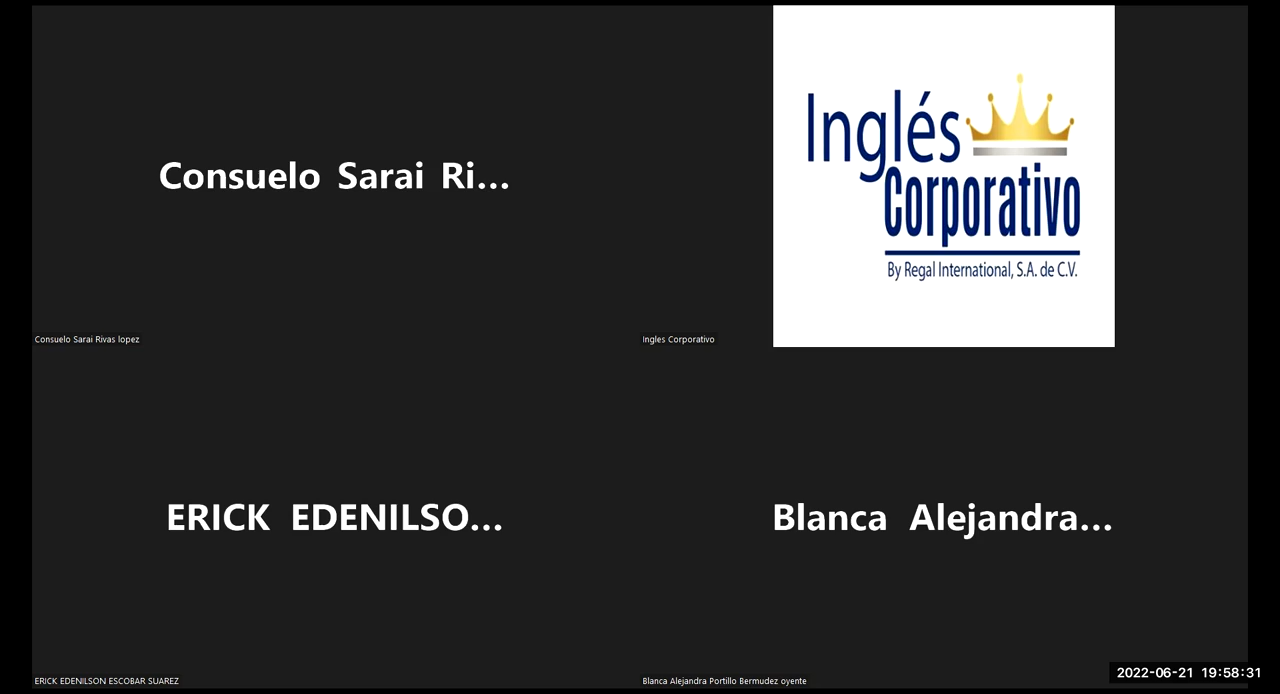 Consuelo Sarai Ri...
Consuelo Sarai Rivas lopez
Inglés
Corporativo
By Regal International, S.A. de C.V.
Ingles Corporativo
ERICK EDENILSO...
ERICK EDENILSON ESCOBAR SUAREZ
Blanca Alejandra...
Blanca Alejandra Portillo Bermudez oyente
2022-06-21 19:58:31